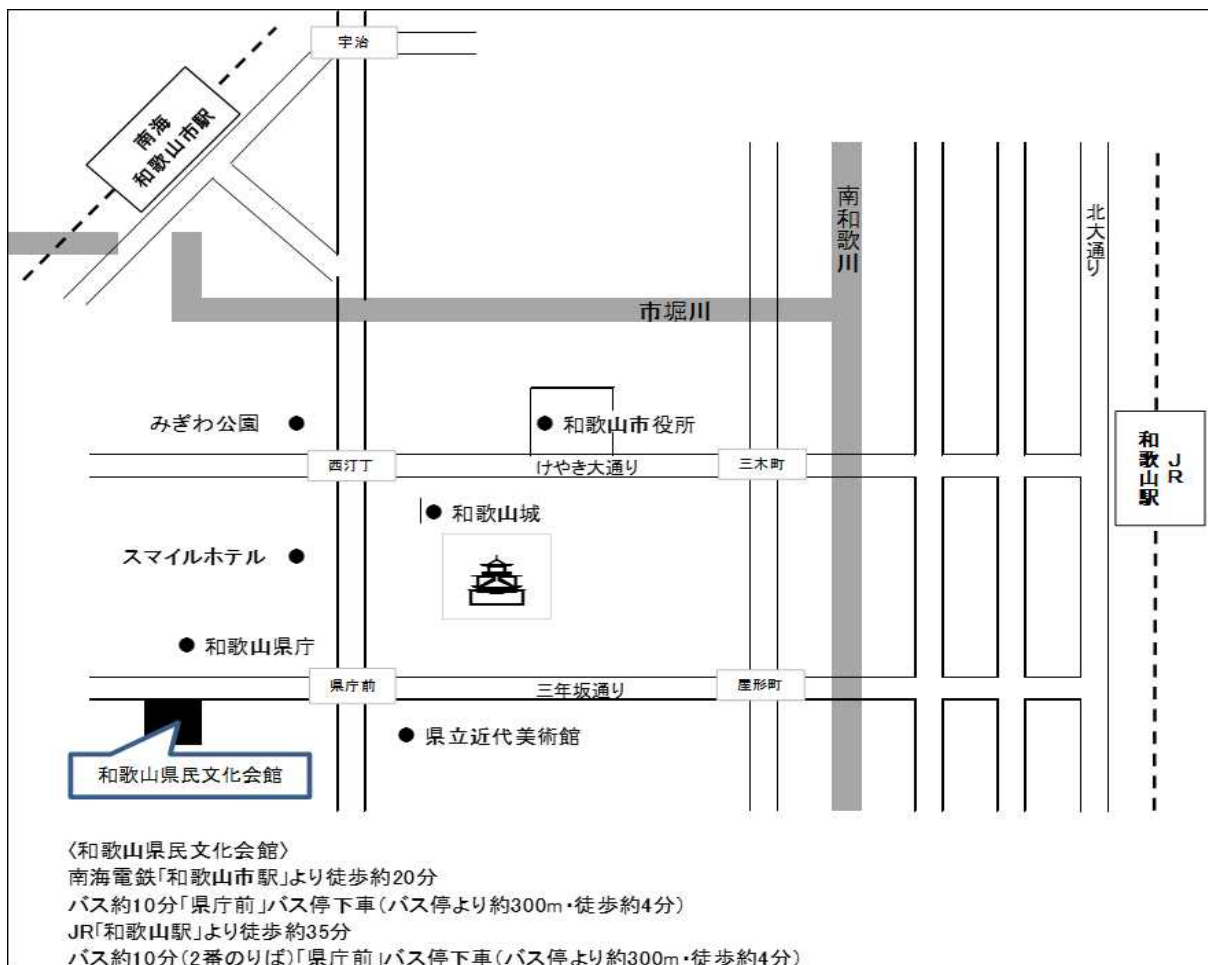 宇治
南海
和歌山市駅
南和歌川
北大通り
市堀川
みぎわ公園
和歌山市役所
西汀丁
けやき大通り
三木町
JR
和歌山駅
和歌山城
スマイルホテル
和歌山県庁
県庁前
三年坂通り
屋形町
県立近代美術館
和歌山県民文化会館
〈和歌山県民文化会館〉
南海電鉄「和歌山市駅」より徒歩約20分
バス約10分「県庁前」バス停下車(バス停より約300m・徒歩約4分)
JR「和歌山駅」より徒歩約35分
バス約10分(2番のりば)「県庁前」バス停下車(バス停より約300m・徒歩約4分)